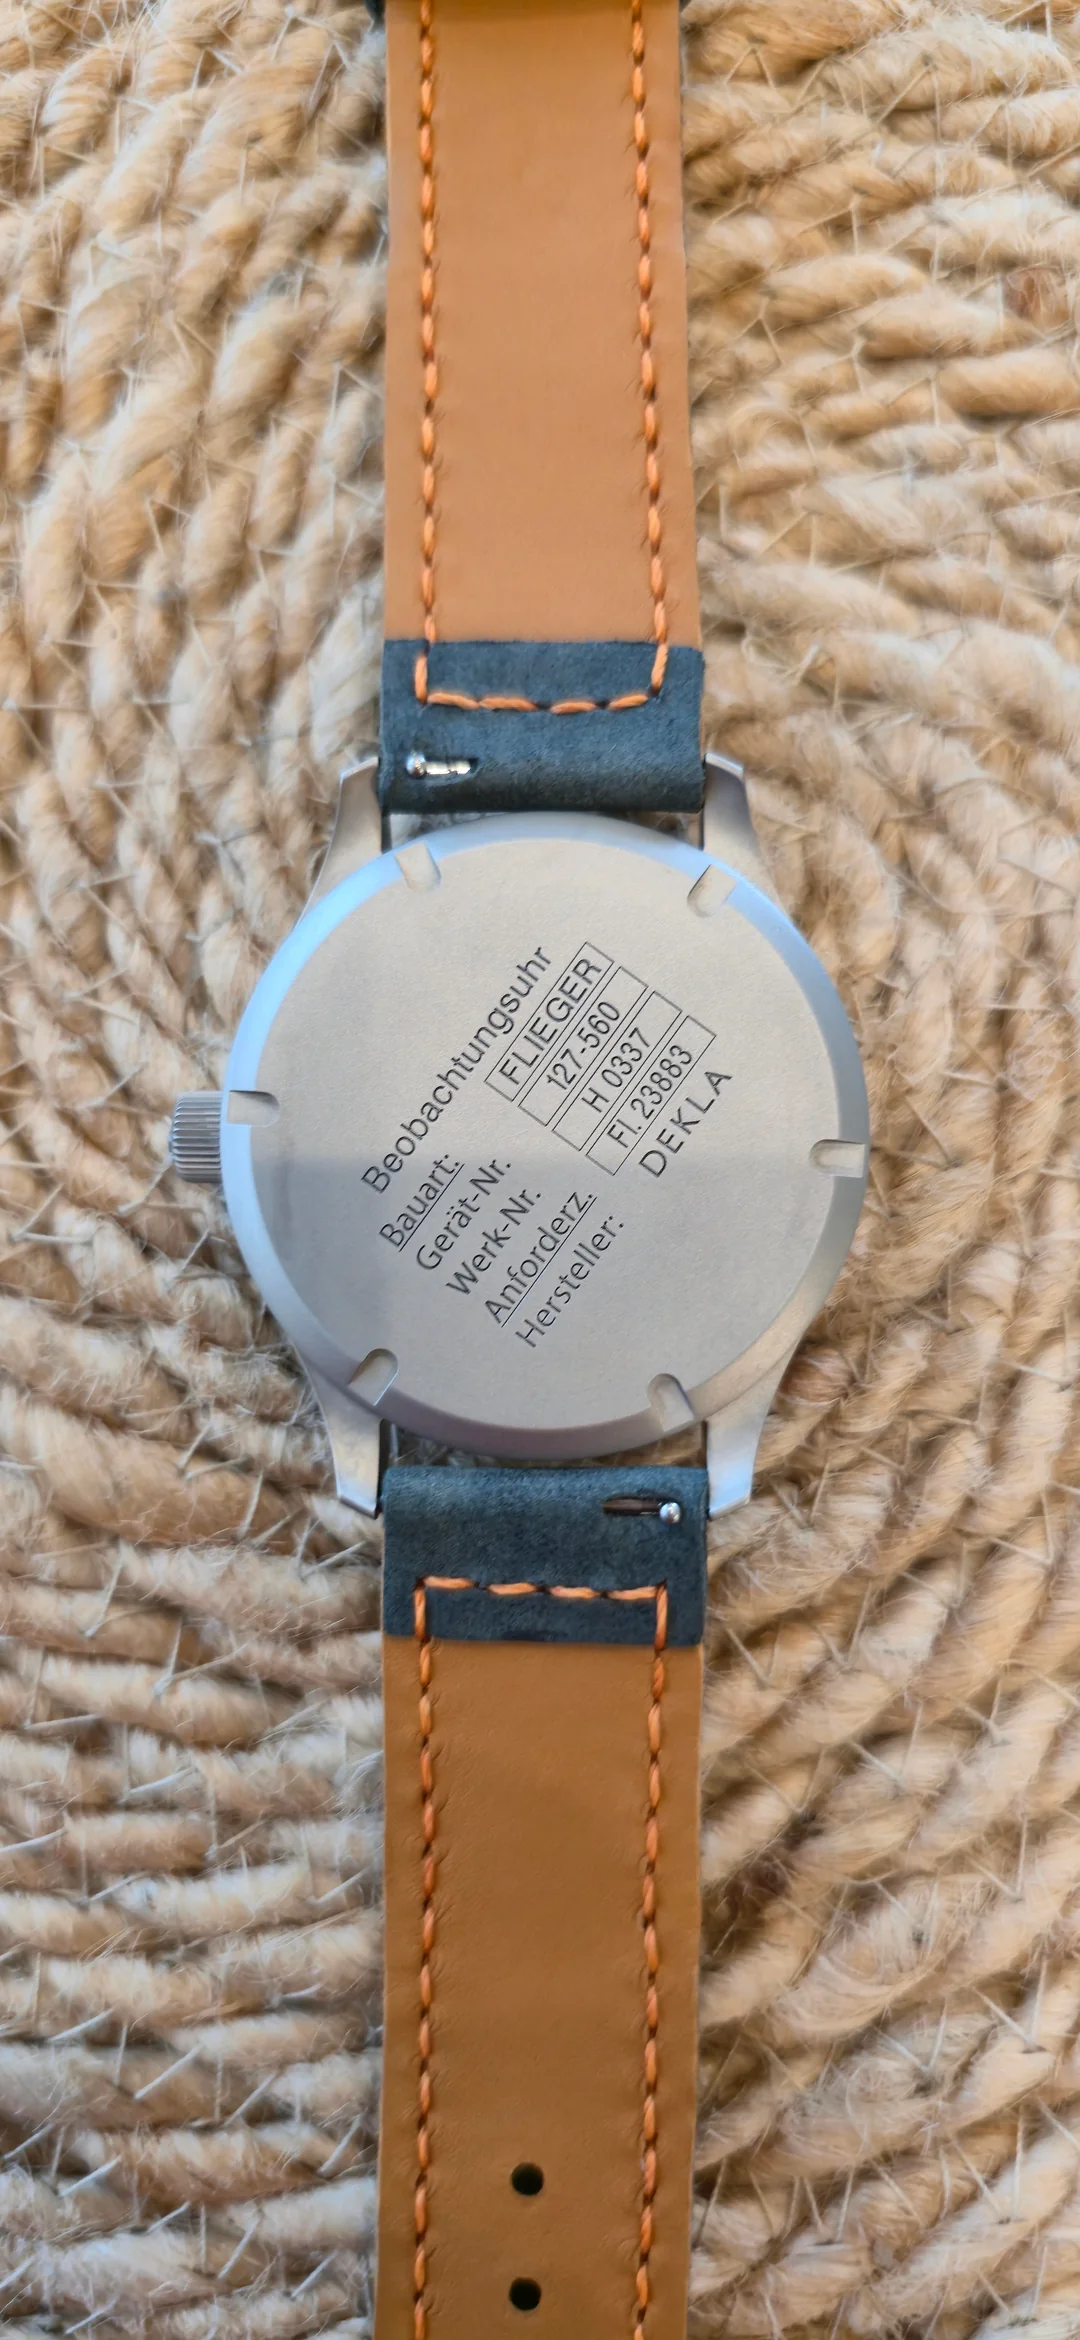 Beobachtungsuhr
Bauart: FLIEGER
Gerät-Nr. 127-560
Werk-Nr. H 0337
Anforderz. Fl. 23883
Hersteller: DEKLA